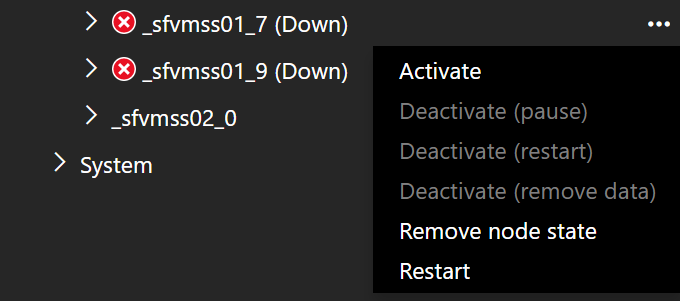 _sfvmss01_7 (Down)
_sfvmss01_9 (Down)
_sfvmss02_0
System
Activate
Deactivate (pause)
Deactivate (restart)
Deactivate (remove data)
Remove node state
Restart